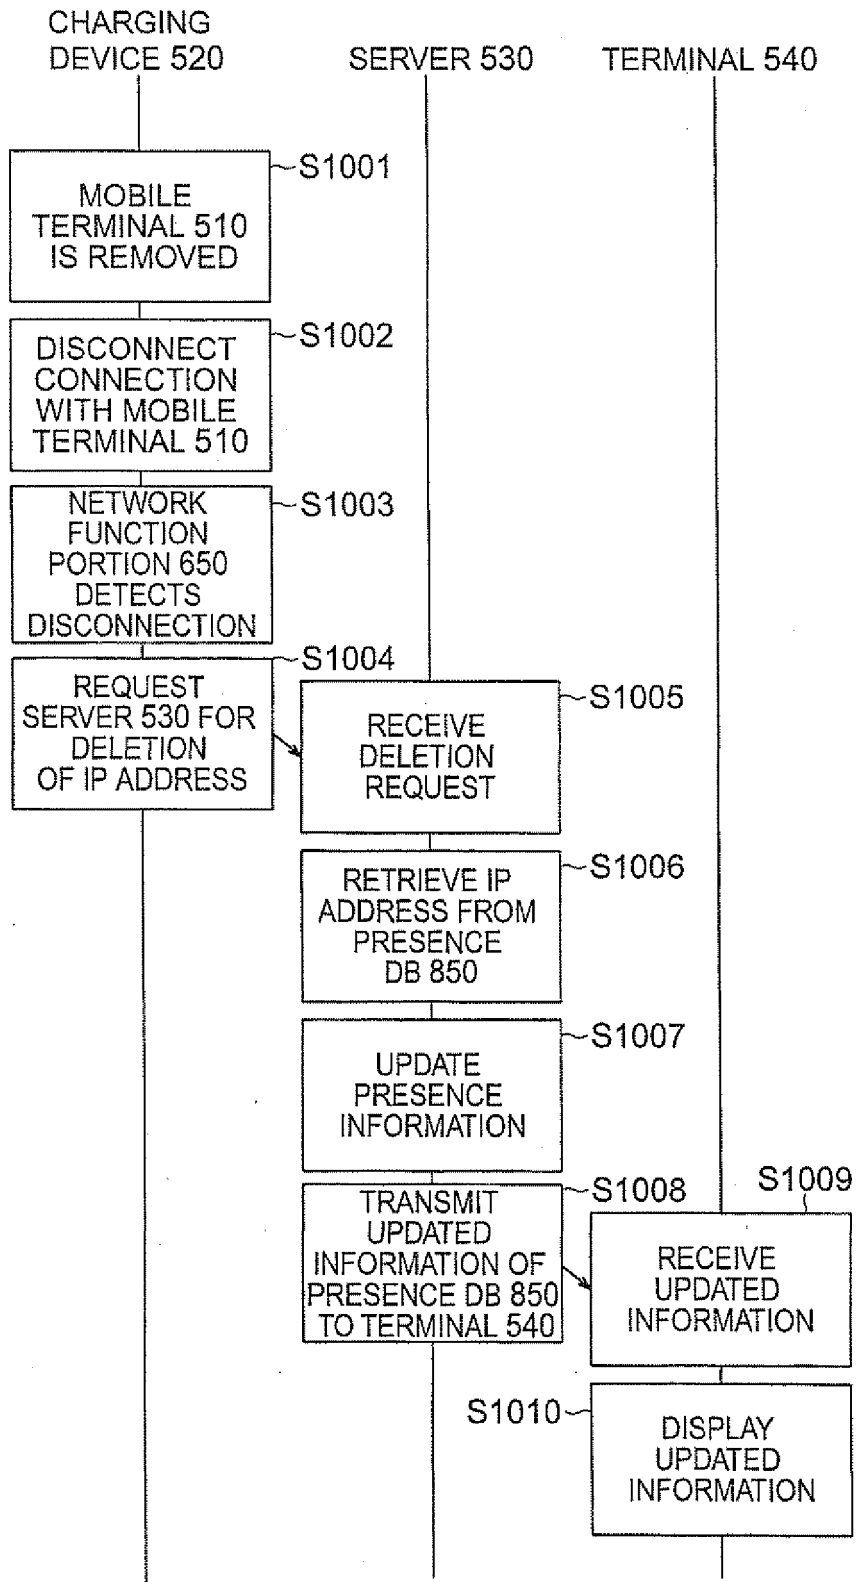 CHARGING
DEVICE 520
SERVER 530
TERMINAL 540
S1001
MOBILE
TERMINAL 510
IS REMOVED
S1002
DISCONNECT
CONNECTION
WITH MOBILE
TERMINAL 510
S1003
NETWORK
FUNCTION
PORTION 650
DETECTS
DISCONNECTION
S1004
REQUEST
SERVER 530 FOR
DELETION
OF IP ADDRESS
S1005
RECEIVE
DELETION
REQUEST
S1006
RETRIEVE IP
ADDRESS FROM
PRESENCE
DB 850
S1007
UPDATE
PRESENCE
INFORMATION
S1008
TRANSMIT
UPDATED
INFORMATION OF
PRESENCE DB 850
TO TERMINAL 540
S1009
RECEIVE
UPDATED
INFORMATION
S1010
DISPLAY
UPDATED
INFORMATION